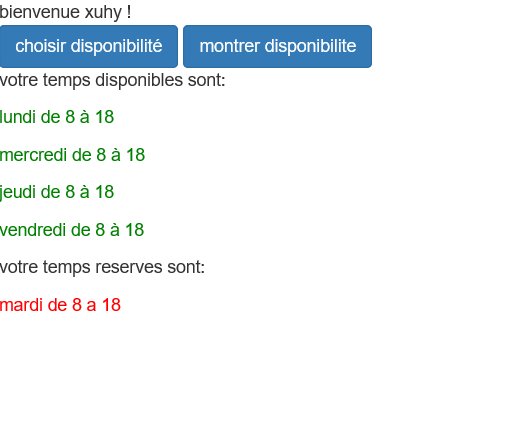 bienvenue xuhy !
choisir disponibilité montrer disponibilite
votre temps disponibles sont:
lundi de 8 à 18
mercredi de 8 à 18
jeudi de 8 à 18
vendredi de 8 à 18
votre temps reserves sont:
mardi de 8 a 18